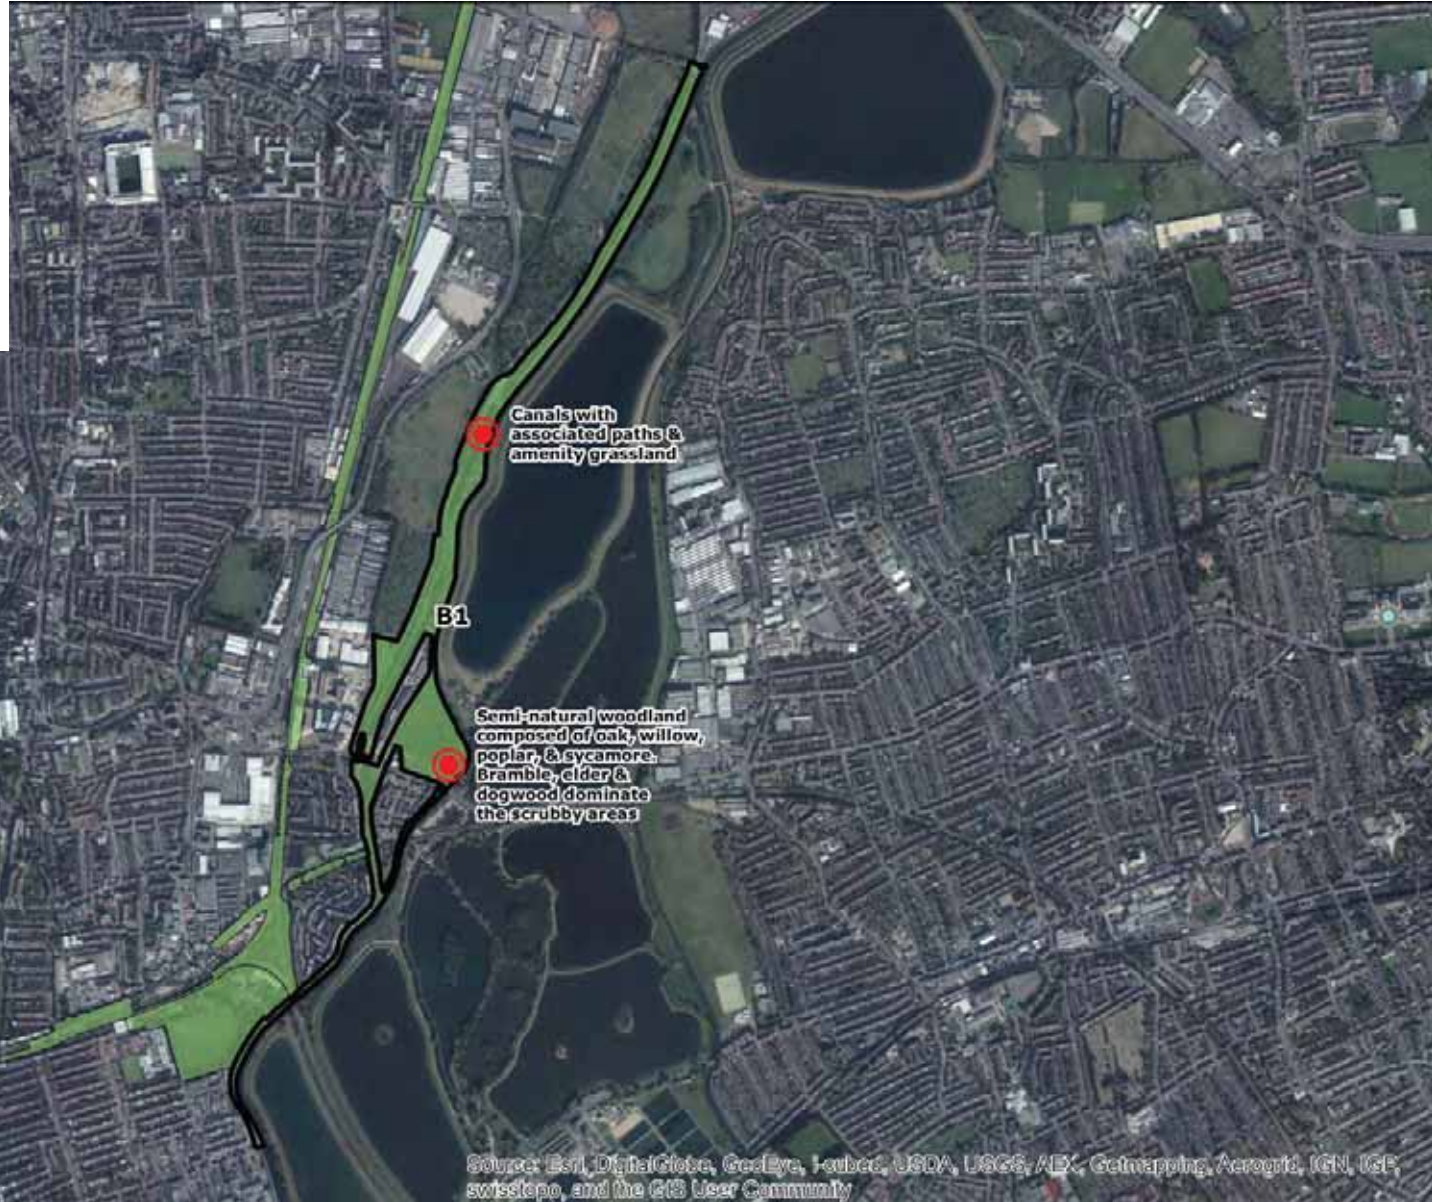 Canals with
associated paths &
amenity grassland
B1
Semi-natural woodland
composed of oak, willow,
poplar, & sycamore.
Bramble, elder &
dogwood dominate
the scrubby areas
Source: Esri, DigitalGlobe, GeoEye, i-cubed, USDA, USGS, AEX, Getmapping, Aerogrid, IGN, IGP,
swisstopo, and the GIS User Community